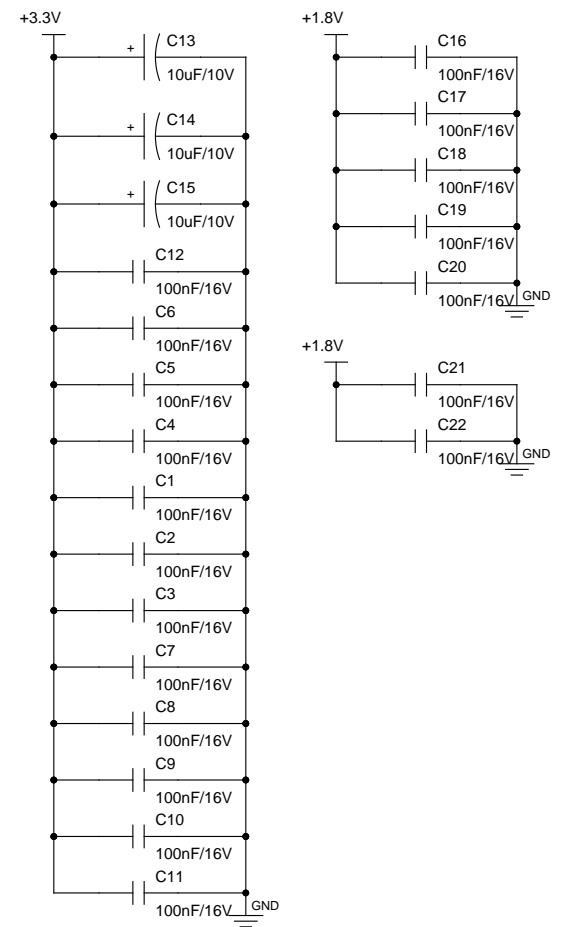 +3.3V
+
C13
10uF/10V
+
C14
10uF/10V
+
C15
10uF/10V
C12
100nF/16V
C6
100nF/16V
C5
100nF/16V
C4
100nF/16V
C1
100nF/16V
C2
100nF/16V
C3
100nF/16V
C7
100nF/16V
C8
100nF/16V
C9
100nF/16V
C10
100nF/16V
C11
100nF/16V
GND
+1.8V
C16
100nF/16V
C17
100nF/16V
C18
100nF/16V
C19
100nF/16V
C20
100nF/16V
GND
+1.8V
C21
100nF/16V
C22
100nF/16V
GND